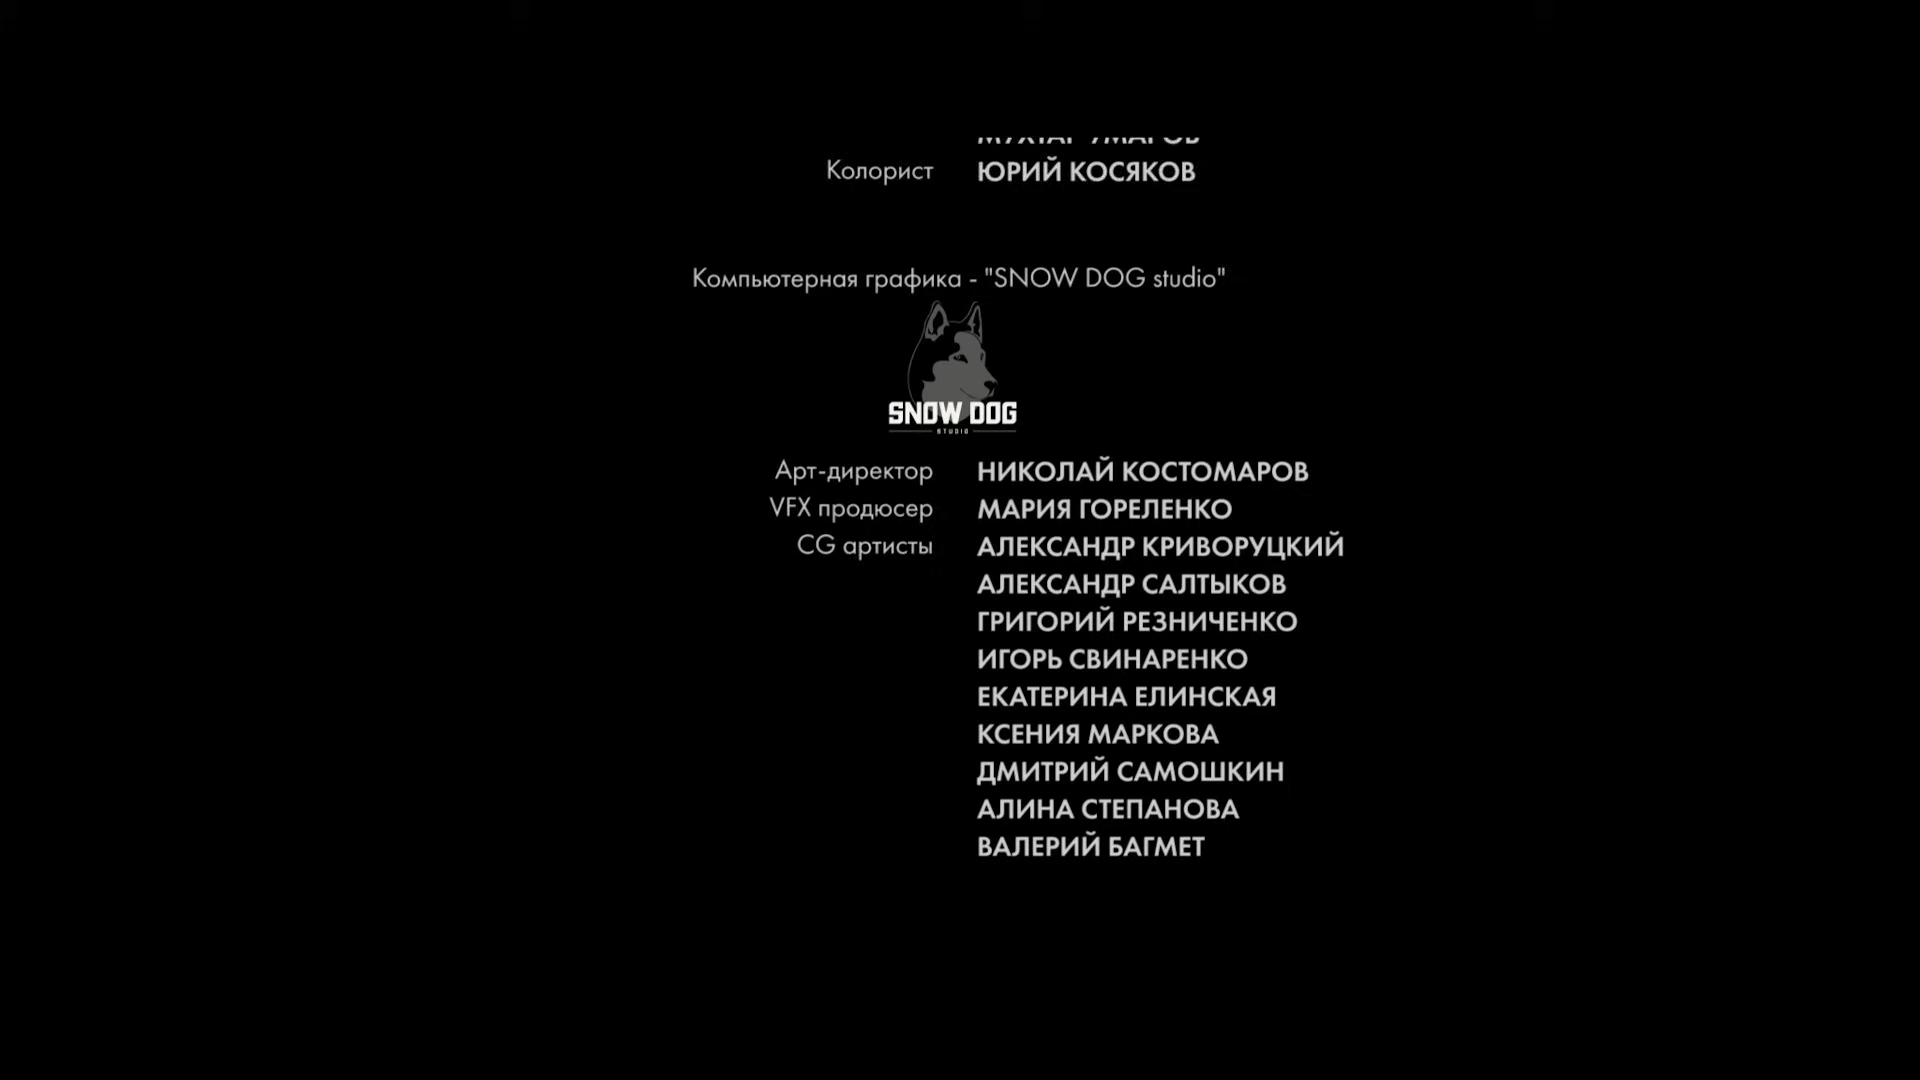 Колорист ЮРИЙ КОСЯКОВ
Компьютерная графика - "SNOW DOG studio"
SNOW DOG
STUDIO
Арт-директор НИКОЛАЙ КОСТОМАРОВ
VFX продюсер МАРИЯ ГОРЕЛЕНКО
CG артисты АЛЕКСАНДР КРИВОРУЦКИЙ
АЛЕКСАНДР САЛТЫКОВ
ГРИГОРИЙ РЕЗНИЧЕНКО
ИГОРЬ СВИНАРЕНКО
ЕКАТЕРИНА ЕЛИНСКАЯ
КСЕНИЯ МАРКОВА
ДМИТРИЙ САМОШКИН
АЛИНА СТЕПАНОВА
ВАЛЕРИЙ БАГМЕТ